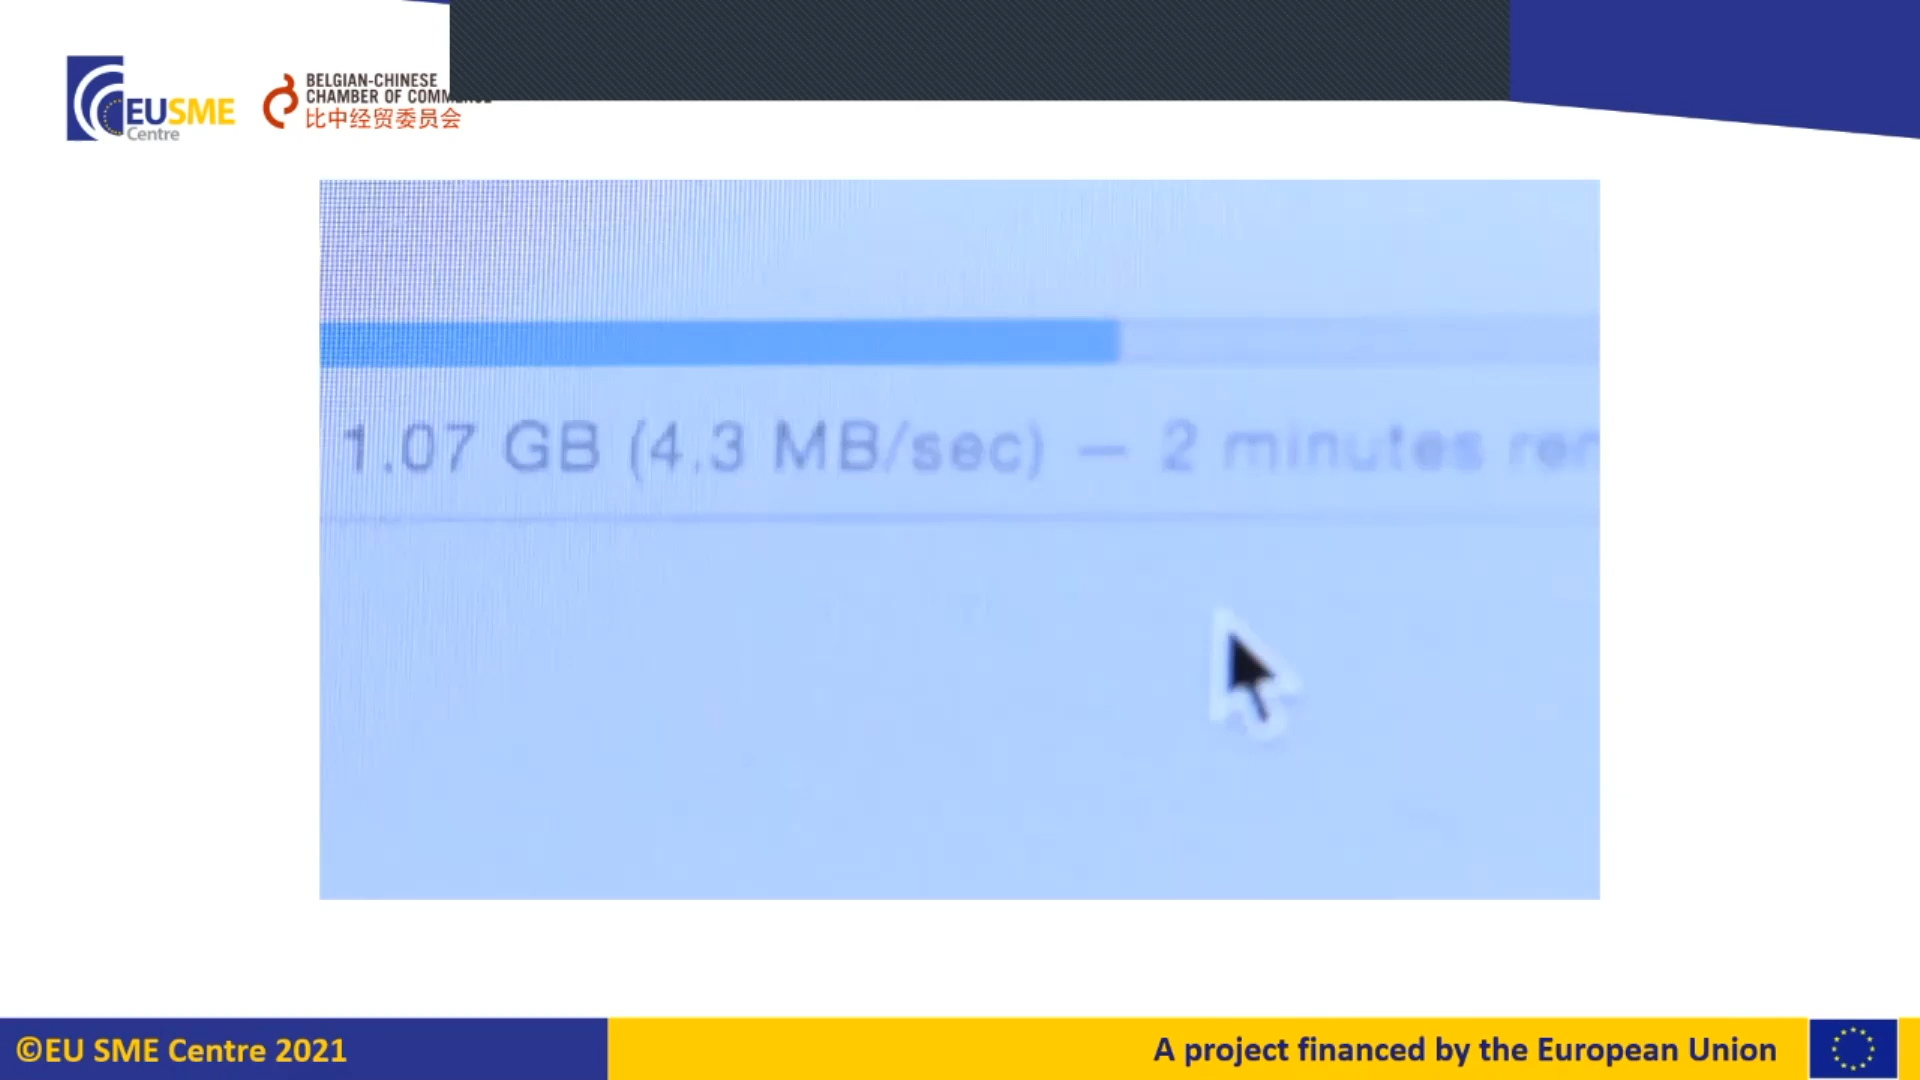 EUSME
Centre
BELGIAN-CHINESE
CHAMBER OF
比中经贸委员会
1.07 GB (4.3 MB/sec) — 2 minutes
©EU SME Centre 2021
A project financed by the European Union